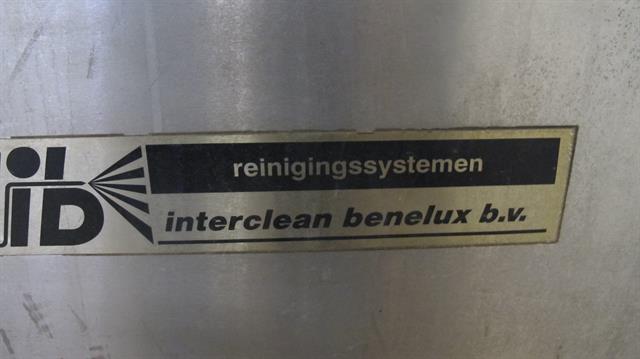 reinigingssystemen
interclean benelux b.v.